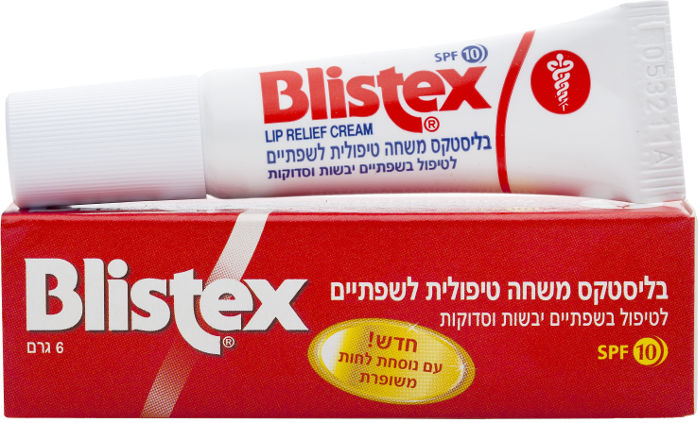 SPF 10
Blistex®
LIP RELIEF CREAM
בליסטקס משחה טיפולית לשפתיים
לטיפול בשפתיים יבשות וסדוקות
053211A
Blistex®
6 גרם
בליסטקס משחה טיפולית לשפתיים
לטיפול בשפתיים יבשות וסדוקות
SPF 10
חדש!
עם נוסחת לחות
משופרת